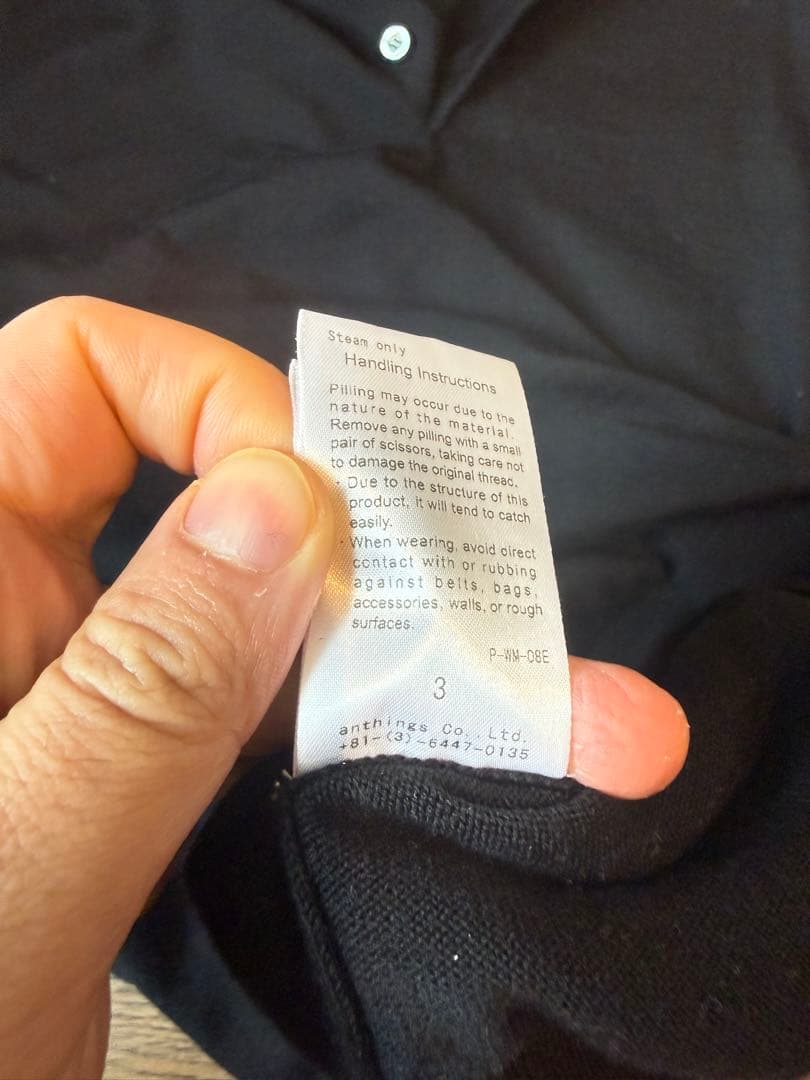 Steam only
Handling Instructions
Pilling may occur due to the
nature of the material.
Remove any pilling with a small
pair of scissors, taking care not
to damage the original thread.
· Due to the structure of this
product, it will tend to catch
easily.
· When wearing, avoid direct
contact with or rubbing
against belts, bags,
accessories, walls, or rough
surfaces.
P-WM-08E
3
anthings Co., Ltd.
+81-(3)-6447-0135